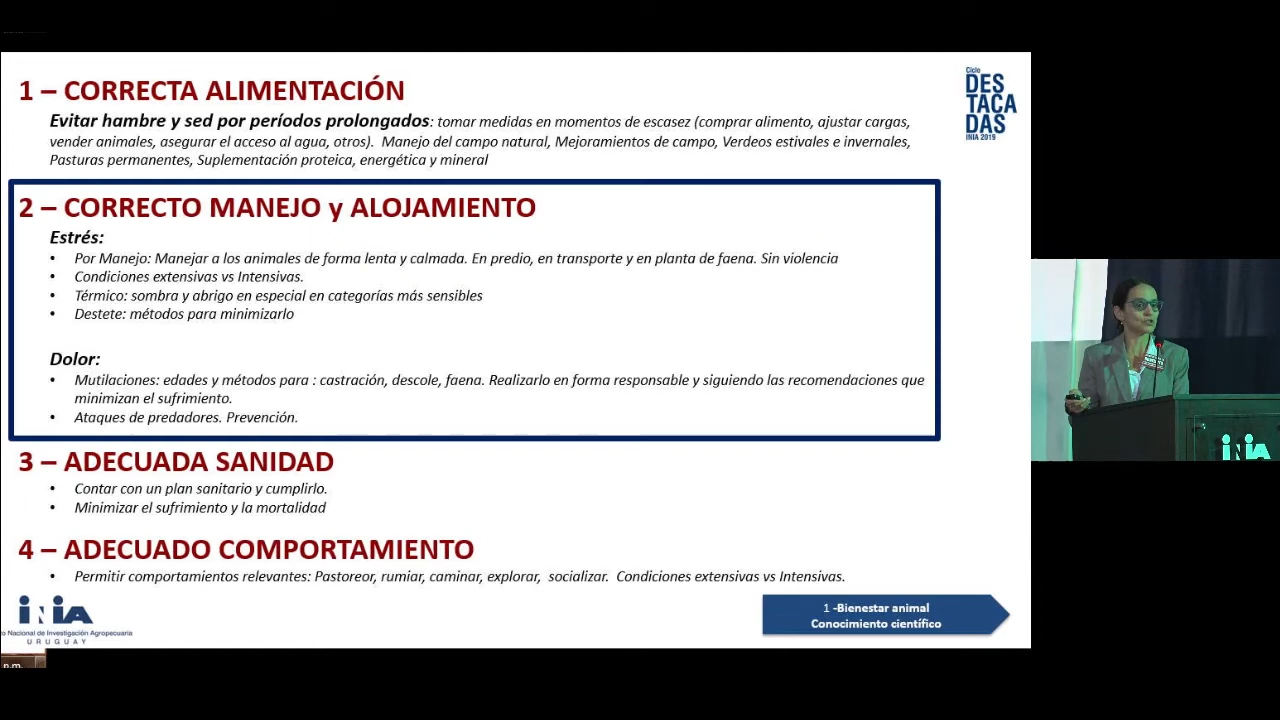 1 – CORRECTA ALIMENTACIÓN
Ciclo
DES
TACA
DAS
INIA 2019
Evitar hambre y sed por períodos prolongados: tomar medidas en momentos de escasez (comprar alimento, ajustar cargas,
vender animales, asegurar el acceso al agua, otros). Manejo del campo natural, Mejoramientos de campo, Verdeos estivales e invernales,
Pasturas permanentes, Suplementación proteica, energética y mineral
2 – CORRECTO MANEJO y ALOJAMIENTO
Estrés:
• Por Manejo: Manejar a los animales de forma lenta y calmada. En predio, en transporte y en planta de faena. Sin violencia
• Condiciones extensivas vs Intensivas.
• Térmico: sombra y abrigo en especial en categorías más sensibles
• Destete: métodos para minimizarlo
Dolor:
• Mutilaciones: edades y métodos para : castración, descole, faena. Realizarlo en forma responsable y siguiendo las recomendaciones que
minimizan el sufrimiento.
• Ataques de predadores. Prevención.
3 – ADECUADA SANIDAD
• Contar con un plan sanitario y cumplirlo.
• Minimizar el sufrimiento y la mortalidad
4 – ADECUADO COMPORTAMIENTO
• Permitir comportamientos relevantes: Pastoreor, rumiar, caminar, explorar, socializar. Condiciones extensivas vs Intensivas.
INIA
o Nacional de Investigación Agropecuaria
URUGUAY
1 -Bienestar animal
Conocimiento científico
p.m.
INIA